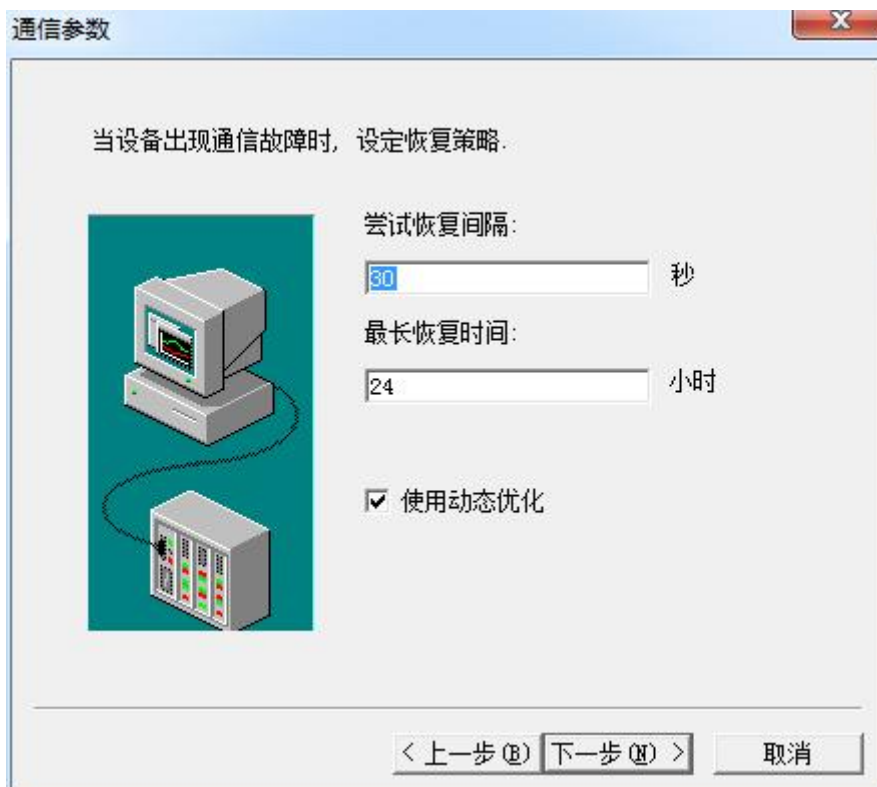 通信参数
当设备出现通信故障时, 设定恢复策略.
尝试恢复间隔:
30 秒
最长恢复时间:
24 小时
使用动态优化
< 上一步(B) 下一步(N) > 取消